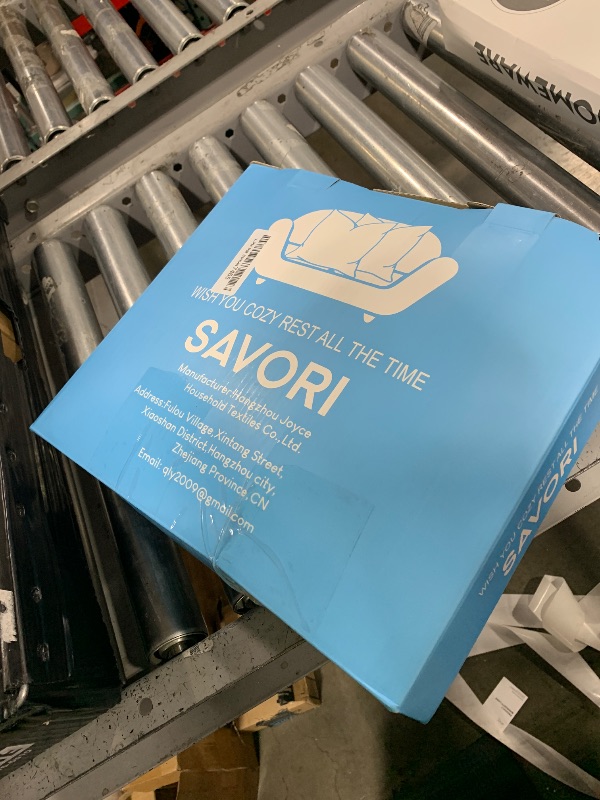 WISH YOU COZY REST ALL THE TIME
SAVORI
Manufacturer:Hangzhou Joyce
Household Textiles Co.,Ltd.
Address:Fulou Village,Xintang Street,
Xiaoshan District,Hangzhou city,
Zhejiang Province,CN
Email: qly2009@gmail.com
WISH YOU COZY REST ALL THE TIME
SAVORI